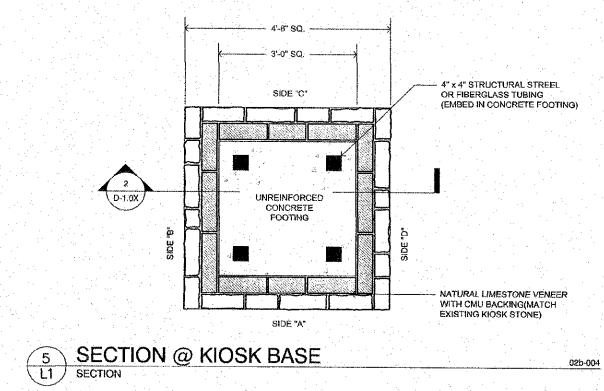 4'-6" SQ.
3'-0" SQ.
SIDE "C"
4" x 4" STRUCTURAL STREEL
OR FIBERGLASS TUBING
(EMBED IN CONCRETE FOOTING)
2
D-1.0X
UNREINFORCED
CONCRETE
FOOTING
SIDE "B"
SIDE "D"
NATURAL LIMESTONE VENEER
WITH CMU BACKING(MATCH
EXISTING KIOSK STONE)
SIDE "A"
5
L1
SECTION @ KIOSK BASE
SECTION
02b-004